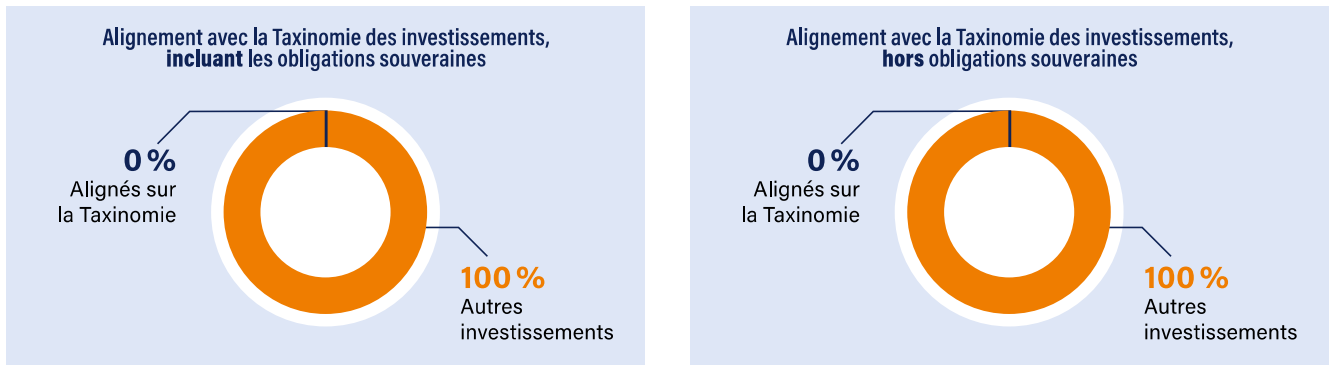 Alignement avec la Taxinomie des investissements,
incluant les obligations souveraines
0 %
Alignés sur
la Taxinomie
100 %
Autres
investissements
Alignement avec la Taxinomie des investissements,
hors obligations souveraines
0 %
Alignés sur
la Taxinomie
100 %
Autres
investissements